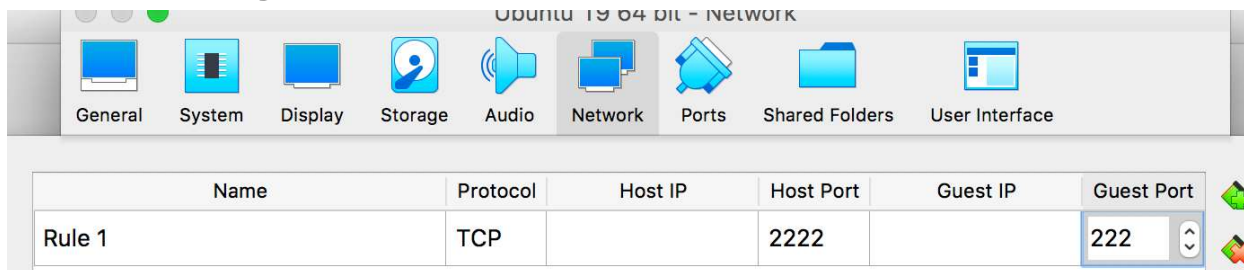 Ubuntu 19 64 bit - Network
General System Display Storage Audio Network Ports Shared Folders User Interface
Name Protocol Host IP Host Port Guest IP Guest Port
Rule 1 TCP 2222 222